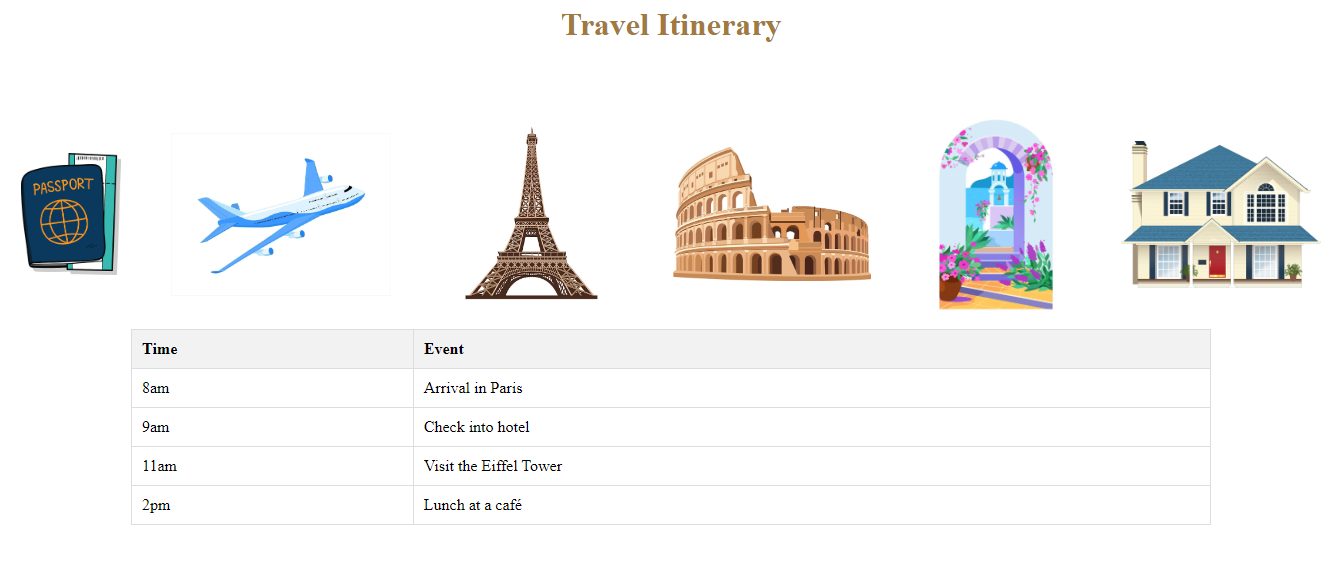 Travel Itinerary
PASSPORT
Time Event
8am Arrival in Paris
9am Check into hotel
11am Visit the Eiffel Tower
2pm Lunch at a café